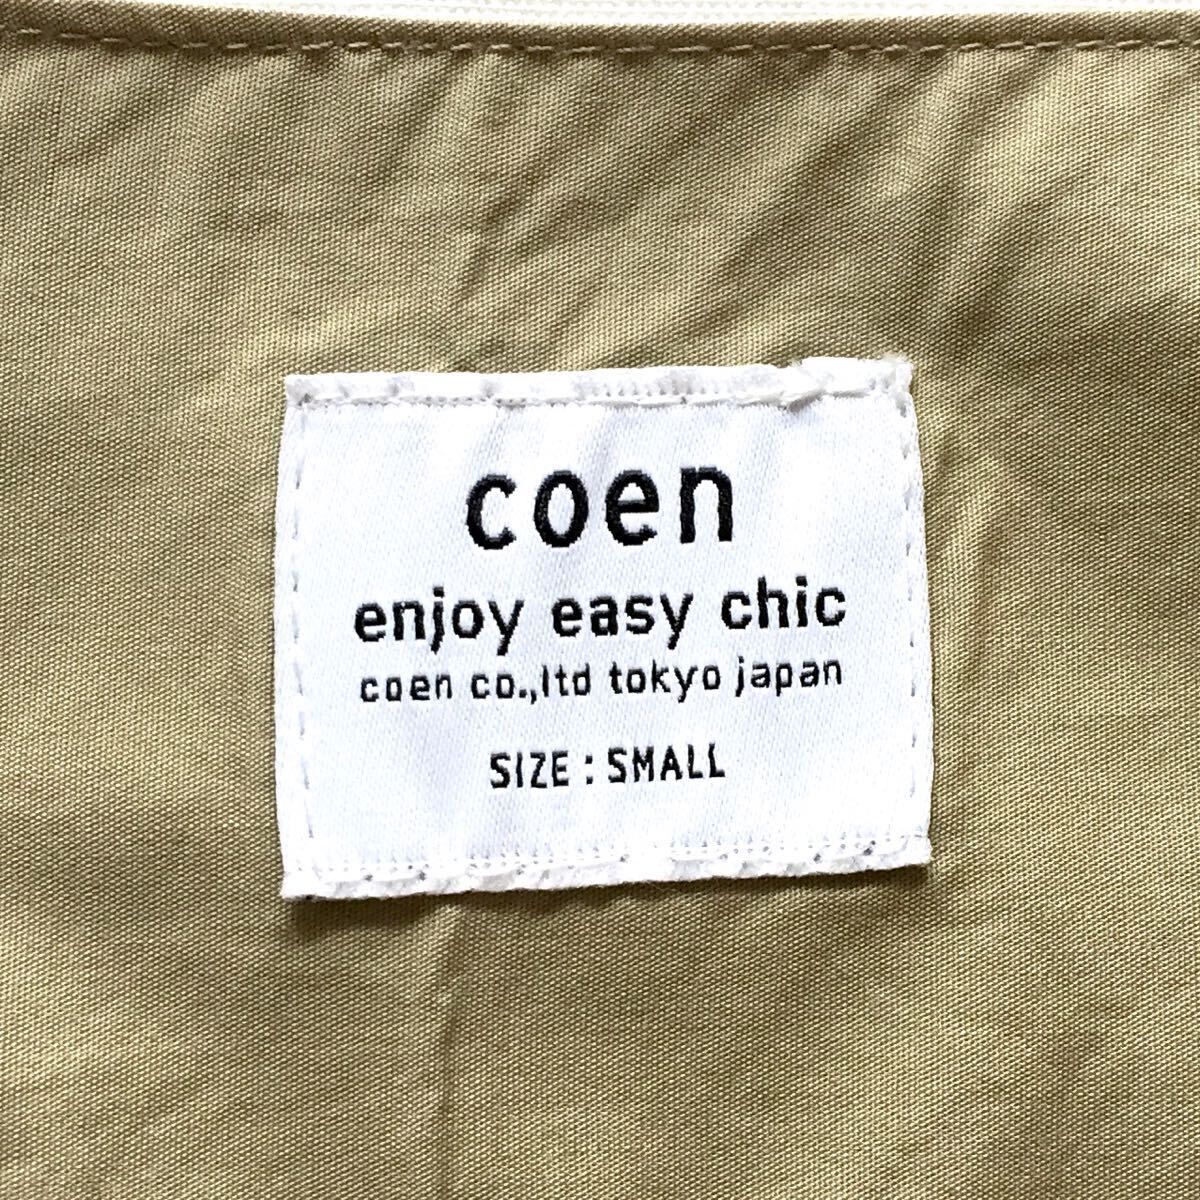 coen
enjoy easy chic
coen co.,ltd tokyo japan
SIZE : SMALL